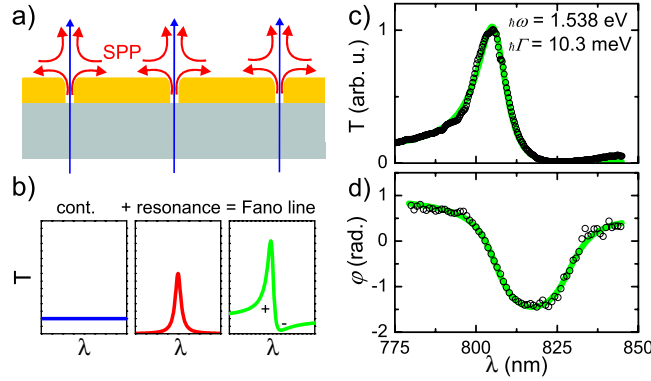 a)
SPP
b)
cont. + resonance = Fano line
T
+
-
λ λ λ
c)
ħω = 1.538 eV
ħΓ = 10.3 meV
T (arb. u.)
1
0
d)
φ (rad.)
1
0
-1
-2
775 800 825 850
λ (nm)